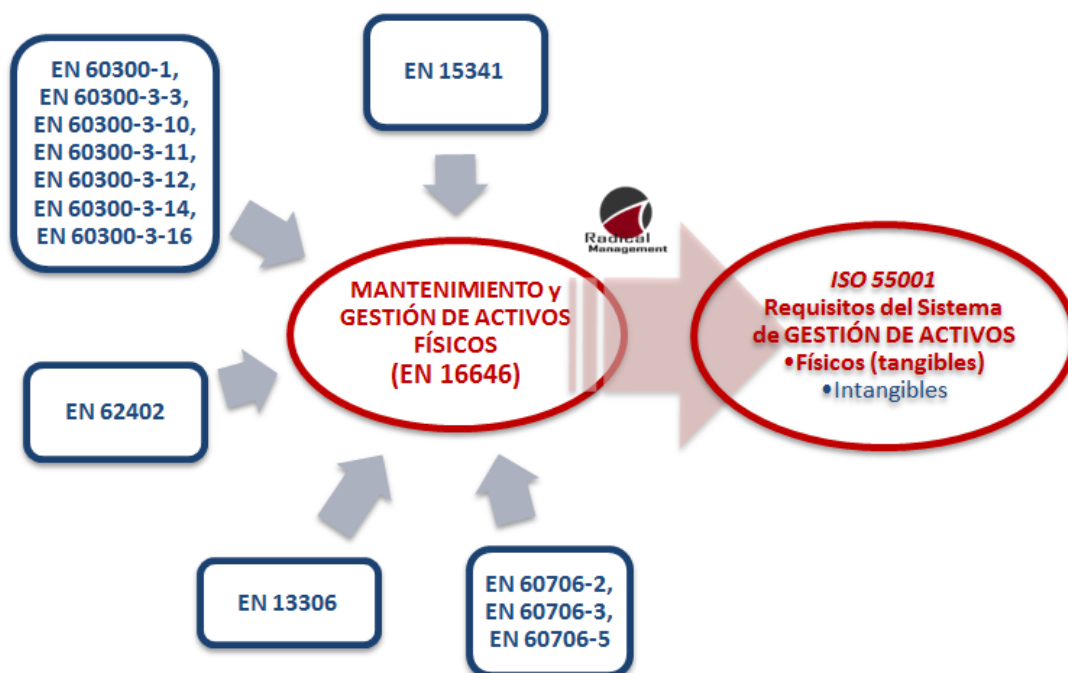 EN 60300-1,
EN 60300-3-3,
EN 60300-3-10,
EN 60300-3-11,
EN 60300-3-12,
EN 60300-3-14,
EN 60300-3-16
EN 15341
Radical
Management
MANTENIMIENTO y
GESTIÓN DE ACTIVOS
FÍSICOS
(EN 16646)
ISO 55001
Requisitos del Sistema
de GESTIÓN DE ACTIVOS
•Físicos (tangibles)
•Intangibles
EN 62402
EN 13306
EN 60706-2,
EN 60706-3,
EN 60706-5